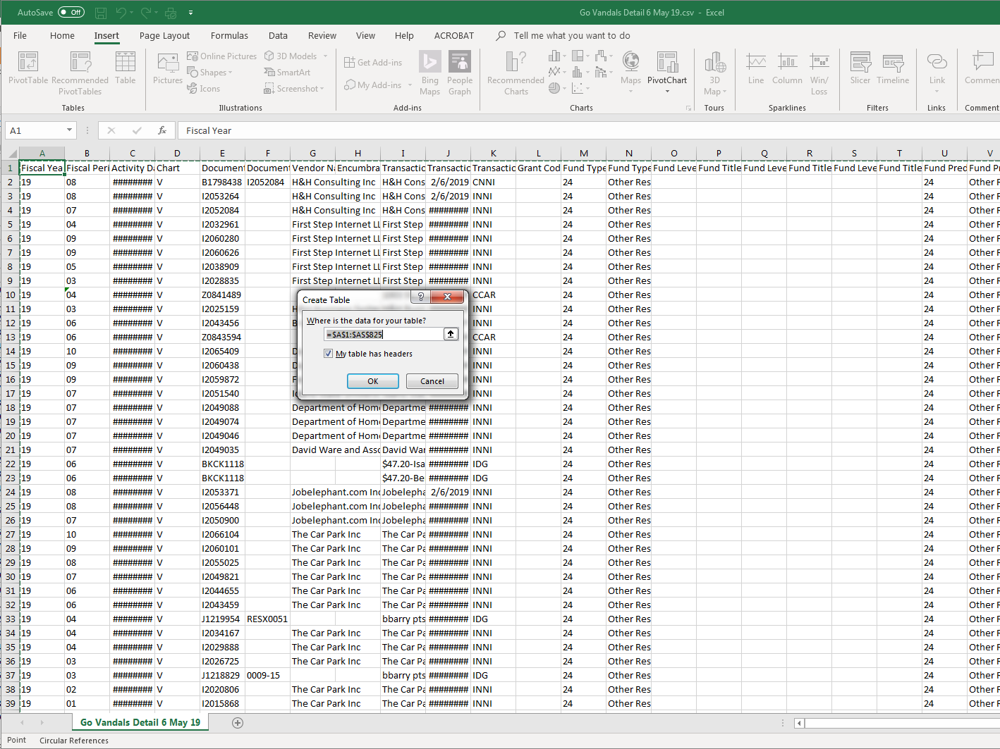 AutoSave Off Go Vandals Detail 6 May 19.csv - Excel
File Home Insert Page Layout Formulas Data Review View Help ACROBAT Tell me what you want to do
PivotTable Recommended PivotTables Table Pictures Online Pictures Shapes Icons 3D Models SmartArt Screenshot Get Add-ins My Add-ins Bing Maps People Graph Recommended Charts Maps PivotChart 3D Map Line Column Win/ Loss Slicer Timeline Link Commen
Tables Illustrations Add-ins Charts Tours Sparklines Filters Links Comment
A1 fx Fiscal Year
A B C D E F G H I J K L M N O P Q R S T U V
1 Fiscal Yea Fiscal Peri Activity Da Chart Document Document Vendor Na Encumbra Transactio Transactio Transactio Grant Cod Fund Type Fund Type Fund Leve Fund Title Fund Leve Fund Title Fund Leve Fund Title Fund Pred Fund Pr
2 19 08 ######## V B1798438 I2052084 H&H Consulting Inc H&H Cons 2/6/2019 CNNI 24 Other Res 24 Other R
3 19 08 ######## V I2053264 H&H Consulting Inc H&H Cons 2/6/2019 INNI 24 Other Res 24 Other R
4 19 07 ######## V I2052084 H&H Consulting Inc H&H Cons ######## INNI 24 Other Res 24 Other R
5 19 04 ######## V I2032961 First Step Internet LL First Step ######## INNI 24 Other Res 24 Other R
6 19 09 ######## V I2060280 First Step Internet LL First Step ######## INNI 24 Other Res 24 Other R
7 19 09 ######## V I2060626 First Step Internet LL First Step ######## INNI 24 Other Res 24 Other R
8 19 05 ######## V I2038909 First Step Internet LL First Step ######## INNI 24 Other Res 24 Other R
9 19 03 ######## V I2028835 First Step Internet LL First Step ######## INNI 24 Other Res 24 Other R
10 19 04 ######## V Z0841489 CCAR 24 Other Res 24 Other R
11 19 03 ######## V I2025159 INNI 24 Other Res 24 Other R
12 19 06 ######## V I2043456 INNI 24 Other Res 24 Other R
13 19 06 ######## V Z0843594 CCAR 24 Other Res 24 Other R
14 19 10 ######## V I2065409 INNI 24 Other Res 24 Other R
15 19 09 ######## V I2060438 INNI 24 Other Res 24 Other R
16 19 09 ######## V I2059872 INNI 24 Other Res 24 Other R
17 19 07 ######## V I2051540 INNI 24 Other Res 24 Other R
18 19 07 ######## V I2049088 Department of Hom Departme ######## INNI 24 Other Res 24 Other R
19 19 07 ######## V I2049074 Department of Hom Departme ######## INNI 24 Other Res 24 Other R
20 19 07 ######## V I2049046 Department of Hom Departme ######## INNI 24 Other Res 24 Other R
21 19 07 ######## V I2049035 David Ware and Asso David War ######## INNI 24 Other Res 24 Other R
22 19 06 ######## V BKCK1118 $47.20-Isa ######## IDG 24 Other Res 24 Other R
23 19 06 ######## V BKCK1118 $47.20-Be ######## IDG 24 Other Res 24 Other R
24 19 08 ######## V I2053371 Jobelephant.com Inc Jobelepha 2/6/2019 INNI 24 Other Res 24 Other R
25 19 08 ######## V I2056448 Jobelephant.com Inc Jobelepha ######## INNI 24 Other Res 24 Other R
26 19 07 ######## V I2050900 Jobelephant.com Inc Jobelepha ######## INNI 24 Other Res 24 Other R
27 19 10 ######## V I2066104 The Car Park Inc The Car Pa ######## INNI 24 Other Res 24 Other R
28 19 09 ######## V I2060101 The Car Park Inc The Car Pa ######## INNI 24 Other Res 24 Other R
29 19 08 ######## V I2055025 The Car Park Inc The Car Pa ######## INNI 24 Other Res 24 Other R
30 19 07 ######## V I2049821 The Car Park Inc The Car Pa ######## INNI 24 Other Res 24 Other R
31 19 06 ######## V I2044655 The Car Park Inc The Car Pa ######## INNI 24 Other Res 24 Other R
32 19 06 ######## V I2043459 The Car Park Inc The Car Pa ######## INNI 24 Other Res 24 Other R
33 19 04 ######## V J1219954 RESX0051 bbarry pts ######## IDG 24 Other Res 24 Other R
34 19 04 ######## V I2034167 The Car Park Inc The Car Pa ######## INNI 24 Other Res 24 Other R
35 19 04 ######## V I2029888 The Car Park Inc The Car Pa ######## INNI 24 Other Res 24 Other R
36 19 03 ######## V I2026725 The Car Park Inc The Car Pa ######## INNI 24 Other Res 24 Other R
37 19 03 ######## V J1218829 0009-15 bbarry pts ######## IDG 24 Other Res 24 Other R
38 19 02 ######## V I2020806 The Car Park Inc The Car Pa ######## INNI 24 Other Res 24 Other R
39 19 01 ######## V I2015868 The Car Park Inc The Car Pa ######## INNI 24 Other Res 24 Other R
Create Table ?
Where is the data for your table?
=$A$1:$AS$825
My table has headers
OK Cancel
Go Vandals Detail 6 May 19
Point Circular References